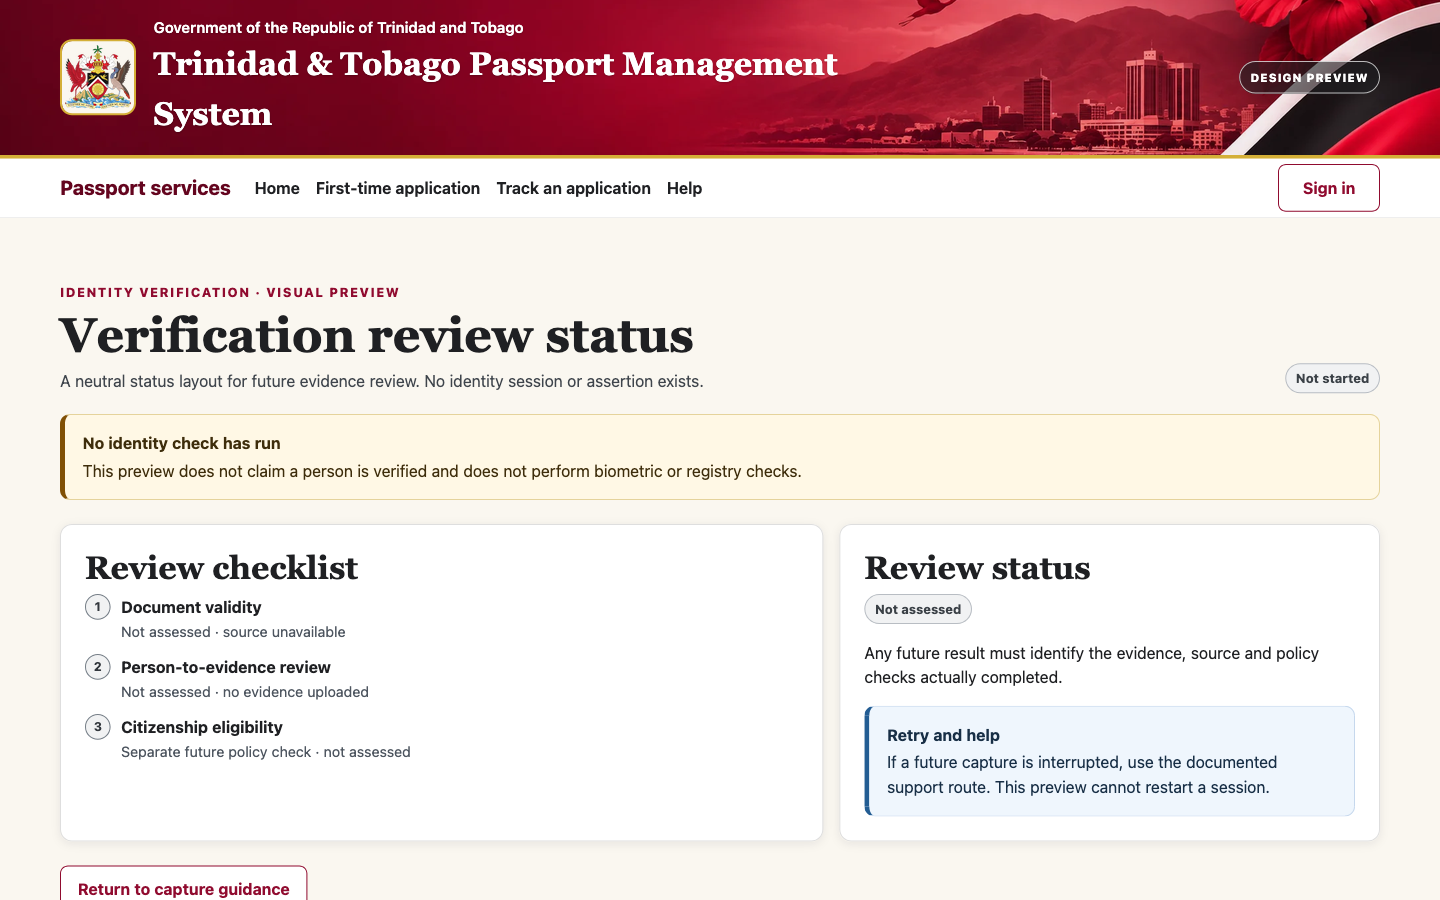 Government of the Republic of Trinidad and Tobago
Trinidad & Tobago Passport Management
System
DESIGN PREVIEW
Passport services
Home
First-time application
Track an application
Help
Sign in
IDENTITY VERIFICATION · VISUAL PREVIEW
Verification review status
A neutral status layout for future evidence review. No identity session or assertion exists.
Not started
No identity check has run
This preview does not claim a person is verified and does not perform biometric or registry checks.
Review checklist
1 Document validity
Not assessed · source unavailable
2 Person-to-evidence review
Not assessed · no evidence uploaded
3 Citizenship eligibility
Separate future policy check · not assessed
Review status
Not assessed
Any future result must identify the evidence, source and policy
checks actually completed.
Retry and help
If a future capture is interrupted, use the documented
support route. This preview cannot restart a session.
Return to capture guidance